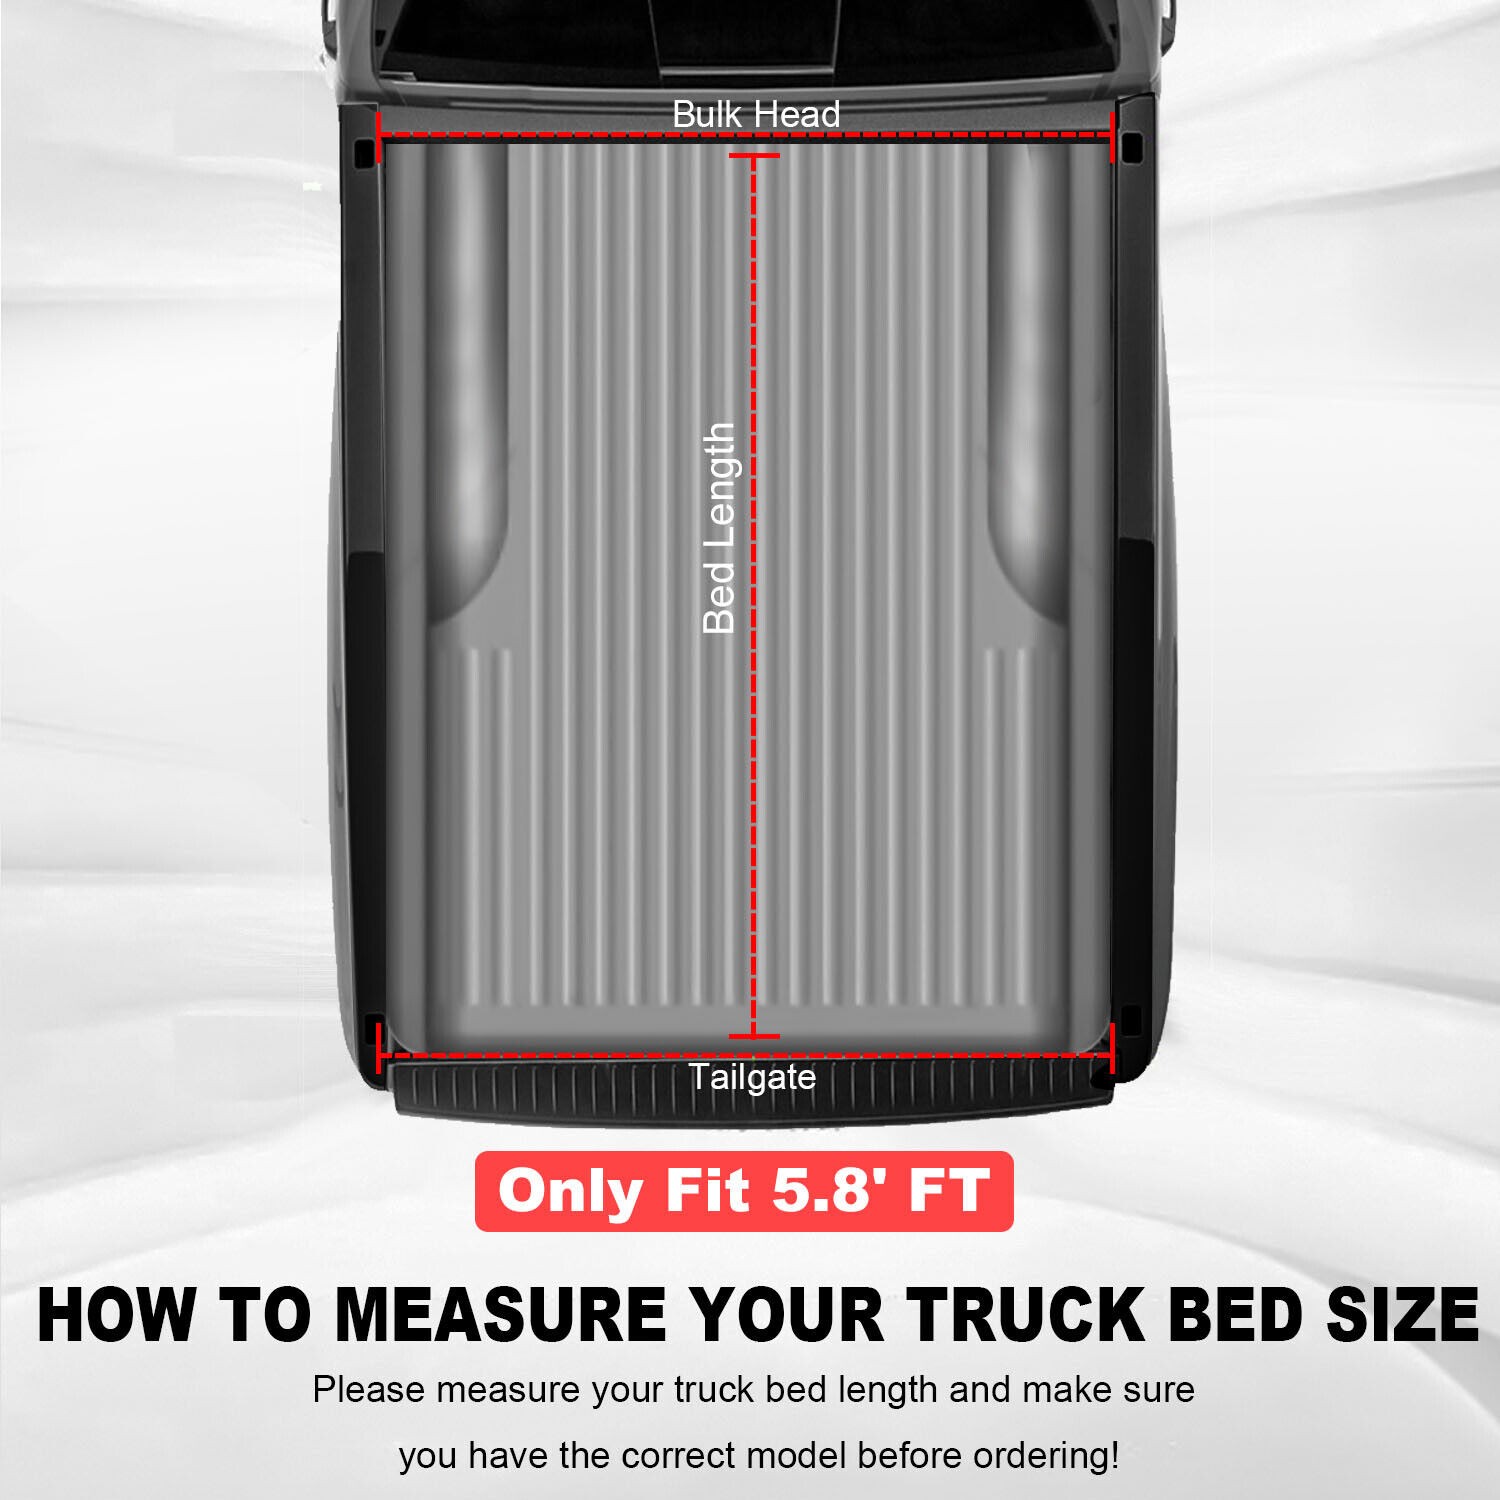 Bulk Head
Bed Length
Tailgate
Only Fit 5.8' FT
HOW TO MEASURE YOUR TRUCK BED SIZE
Please measure your truck bed length and make sure
you have the correct model before ordering!